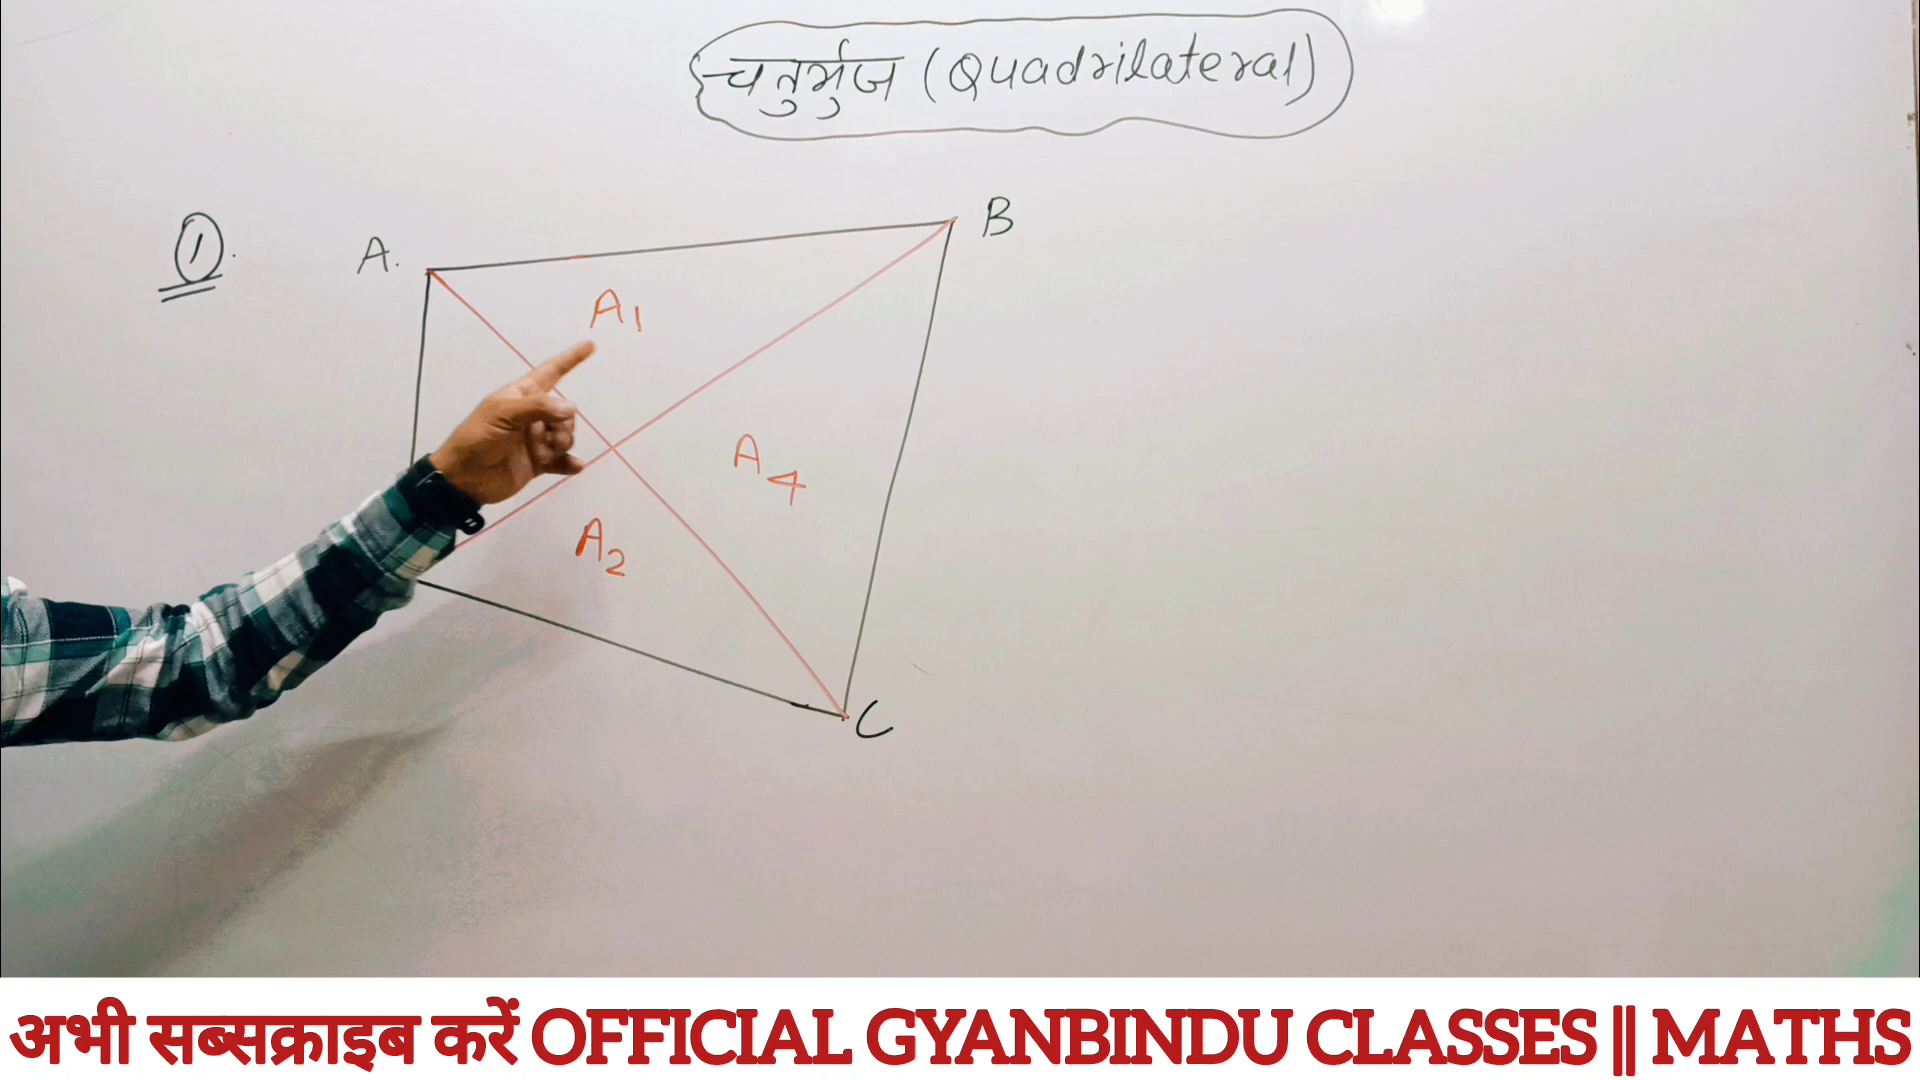 चतुर्भुज (Quadrilateral)
1.
A.
B
A1
A4
A2
C
अभी सब्सक्राइब करें OFFICIAL GYANBINDU CLASSES || MATHS